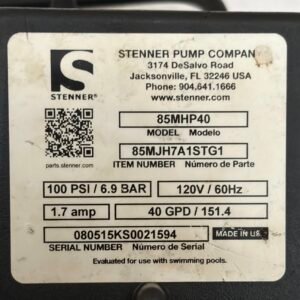 STENNER PUMP COMPANY
3174 DeSalvo Road
Jacksonville, FL 32246 USA
Phone: 904.641.1666
www.stenner.com
S
STENNER®
parts.stenner.com
85MHP40
MODEL Modelo
85MJH7A1STG1
ITEM NUMBER Número de Parte
100 PSI / 6.9 BAR
120V / 60Hz
1.7 amp
40 GPD / 151.4
080515KS0021594
MADE IN U.S.
SERIAL NUMBER Número de Serial
Evaluated for use with swimming pools.